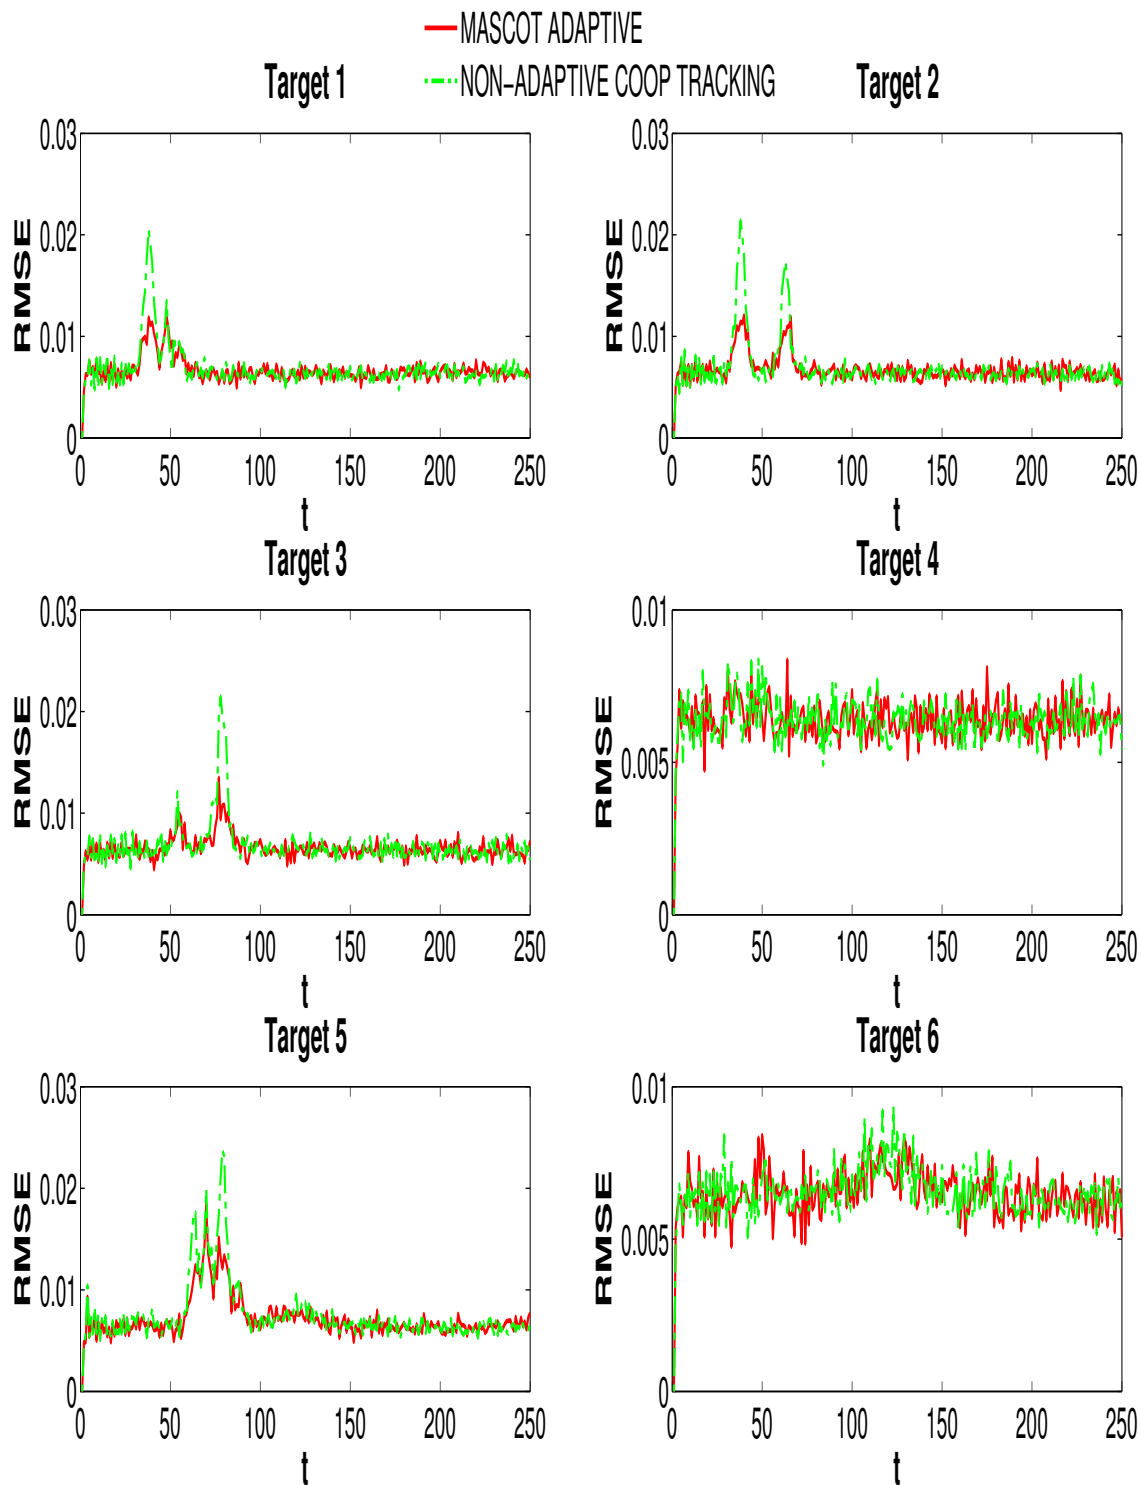 MASCOT ADAPTIVE
NON-ADAPTIVE COOP TRACKING
Target 1
RMSE
0.03
0.02
0.01
0
0 50 100 150 200 250
t
Target 2
RMSE
0.03
0.02
0.01
0
0 50 100 150 200 250
t
Target 3
RMSE
0.03
0.02
0.01
0
0 50 100 150 200 250
t
Target 4
RMSE
0.01
0.005
0
0 50 100 150 200 250
t
Target 5
RMSE
0.03
0.02
0.01
0
0 50 100 150 200 250
t
Target 6
RMSE
0.01
0.005
0
0 50 100 150 200 250
t